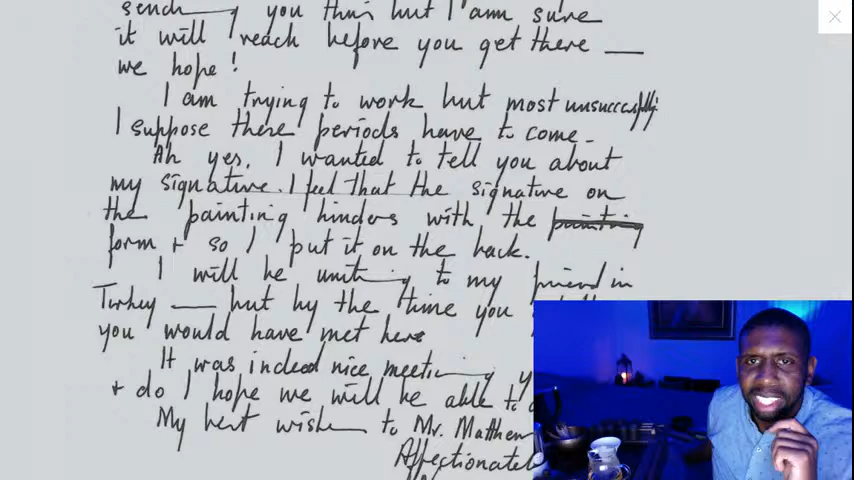 sending you this but I am sure
it will reach before you get there —
we hope!
I am trying to work but most unsuccessfully
I suppose these periods have to come –
Ah yes, I wanted to tell you about
my signature. I feel that the signature on
the painting hinders with the painting
form + so I put it on the back.
I will be writing to my friend in
Turkey — but by the time you
you would have met her
It was indeed nice meeting
+ do I hope we will be able to
My best wishes to Mr. Matthew
Affectionatel